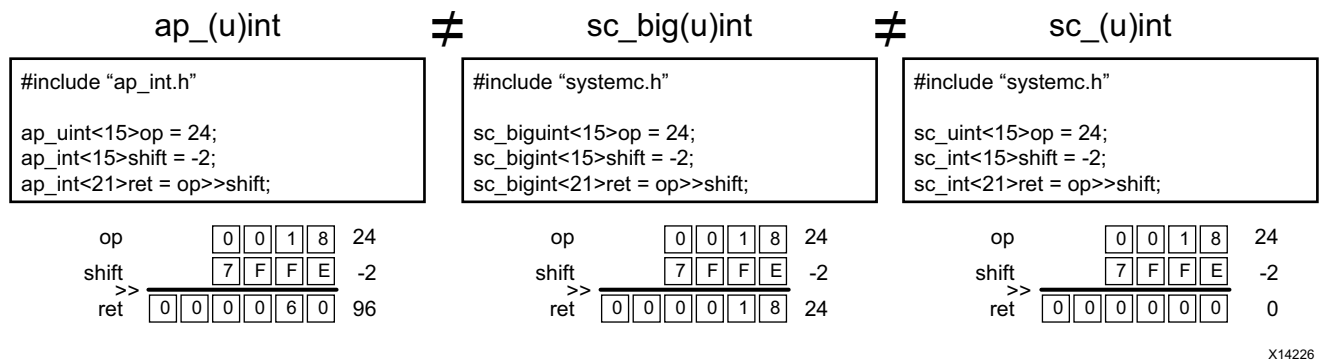 ap_(u)int ≠ sc_big(u)int ≠ sc_(u)int
#include “ap_int.h”
ap_uint<15>op = 24;
ap_int<15>shift = -2;
ap_int<21>ret = op>>shift;
#include “systemc.h”
sc_biguint<15>op = 24;
sc_bigint<15>shift = -2;
sc_bigint<21>ret = op>>shift;
#include “systemc.h”
sc_uint<15>op = 24;
sc_int<15>shift = -2;
sc_int<21>ret = op>>shift;
op 0 0 1 8 24
shift 7 F F E -2
>>
ret 0 0 0 0 6 0 96
op 0 0 1 8 24
shift 7 F F E -2
>>
ret 0 0 0 0 1 8 24
op 0 0 1 8 24
shift 7 F F E -2
>>
ret 0 0 0 0 0 0 0
X14226